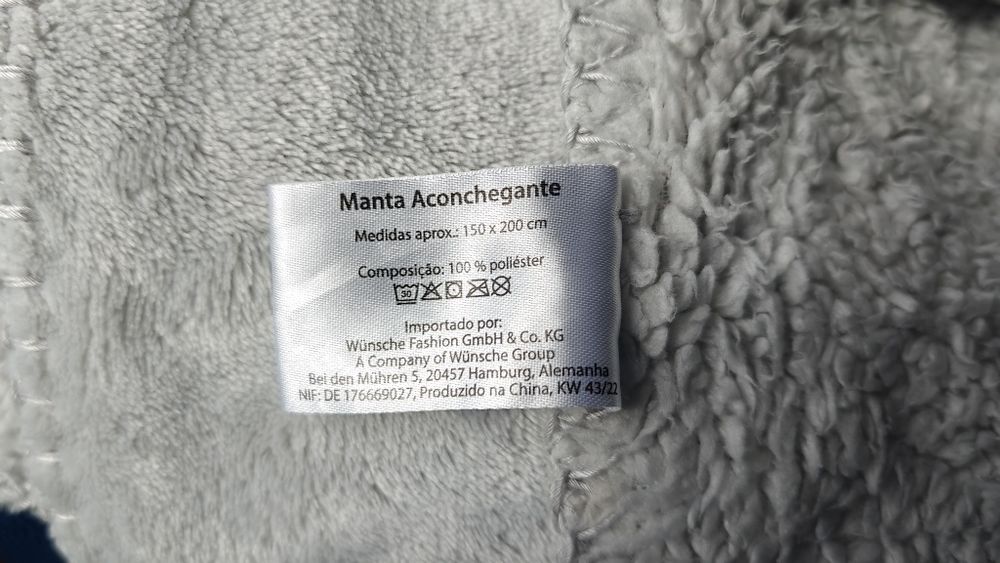 Manta Aconchegante
Medidas aprox.: 150 x 200 cm
Composição: 100 % poliéster
30
Importado por:
Wünsche Fashion GmbH & Co. KG
A Company of Wünsche Group
Bei den Mühren 5, 20457 Hamburg, Alemanha
NIF: DE 176669027, Produzido na China, KW 43/22